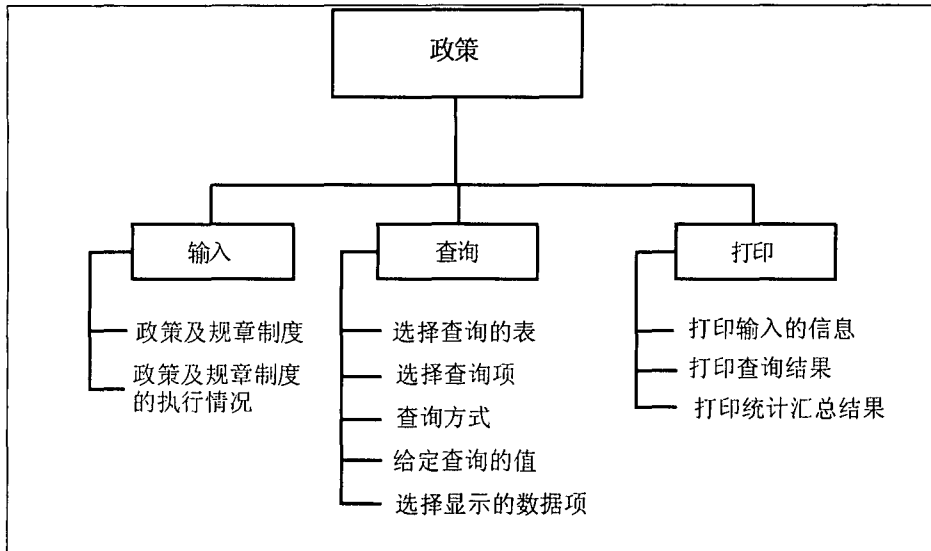 政策
输入
查询
打印
政策及规章制度
政策及规章制度
的执行情况
选择查询的表
选择查询项
查询方式
给定查询的值
选择显示的数据项
打印输入的信息
打印查询结果
打印统计汇总结果